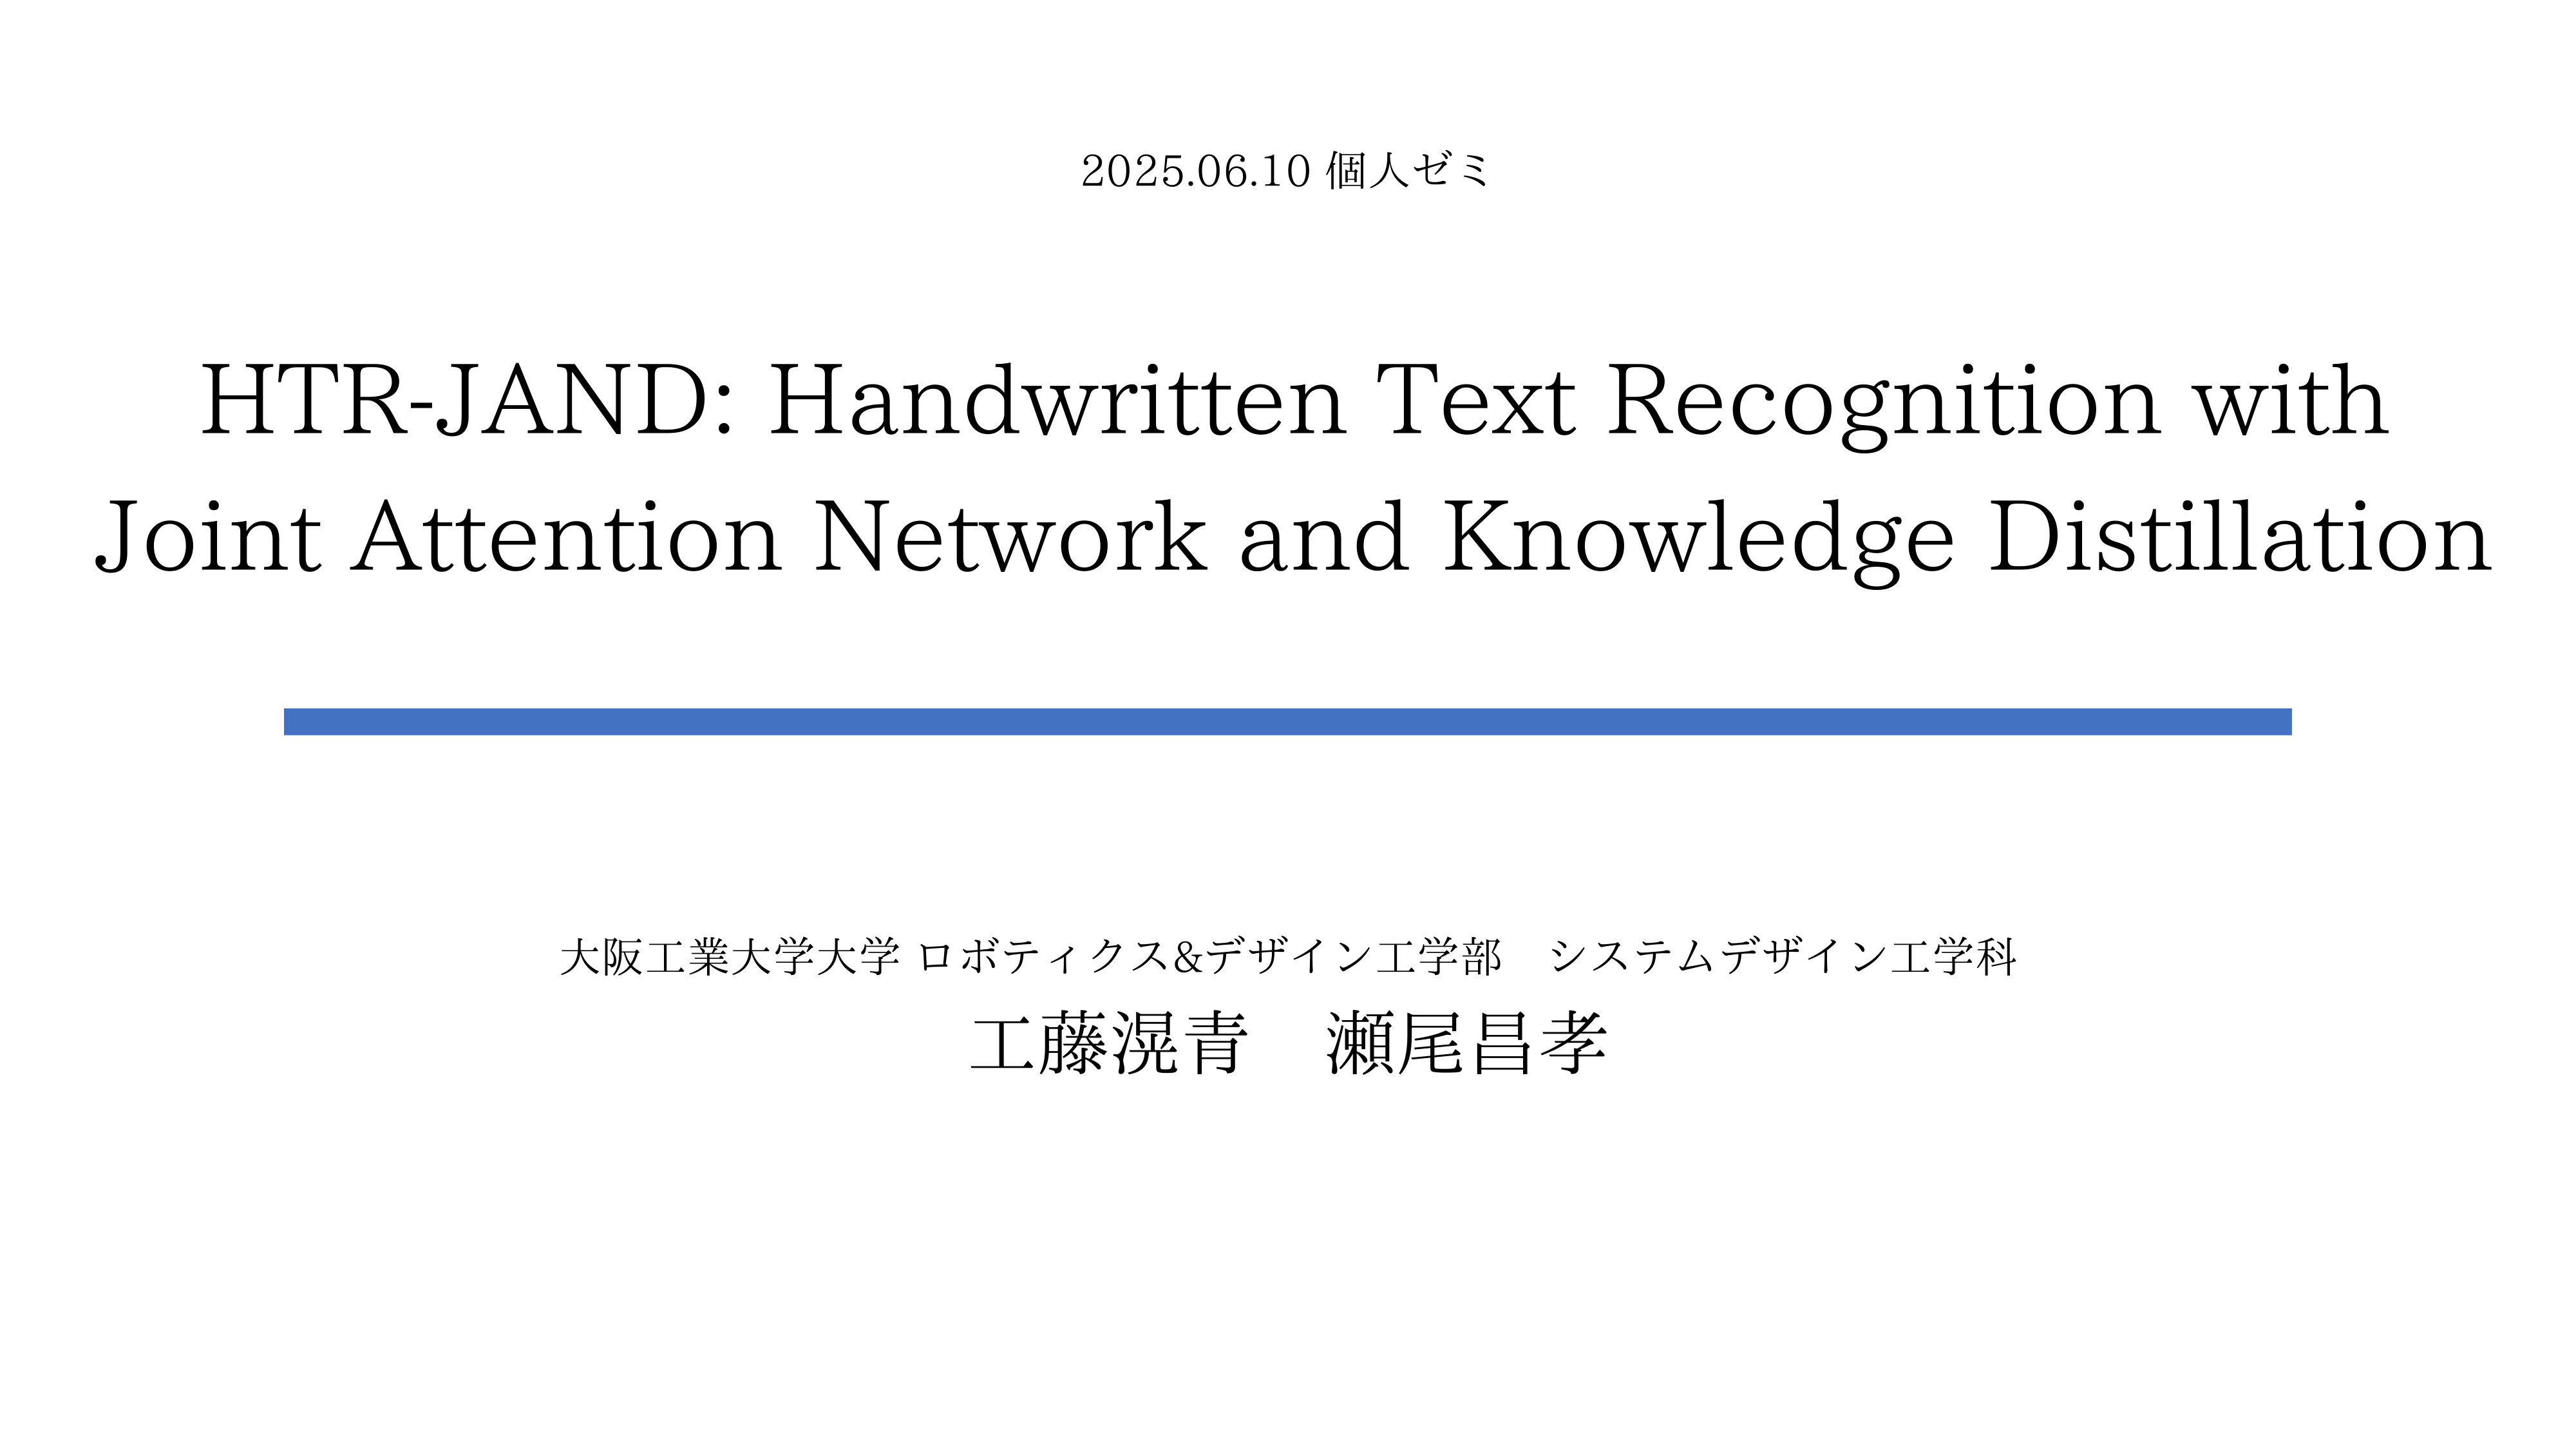 2025.06.10 個人ゼミ
HTR-JAND: Handwritten Text Recognition with
Joint Attention Network and Knowledge Distillation
大阪工業大学大学 ロボティクス&デザイン工学部　システムデザイン工学科
工藤滉青　瀬尾昌孝